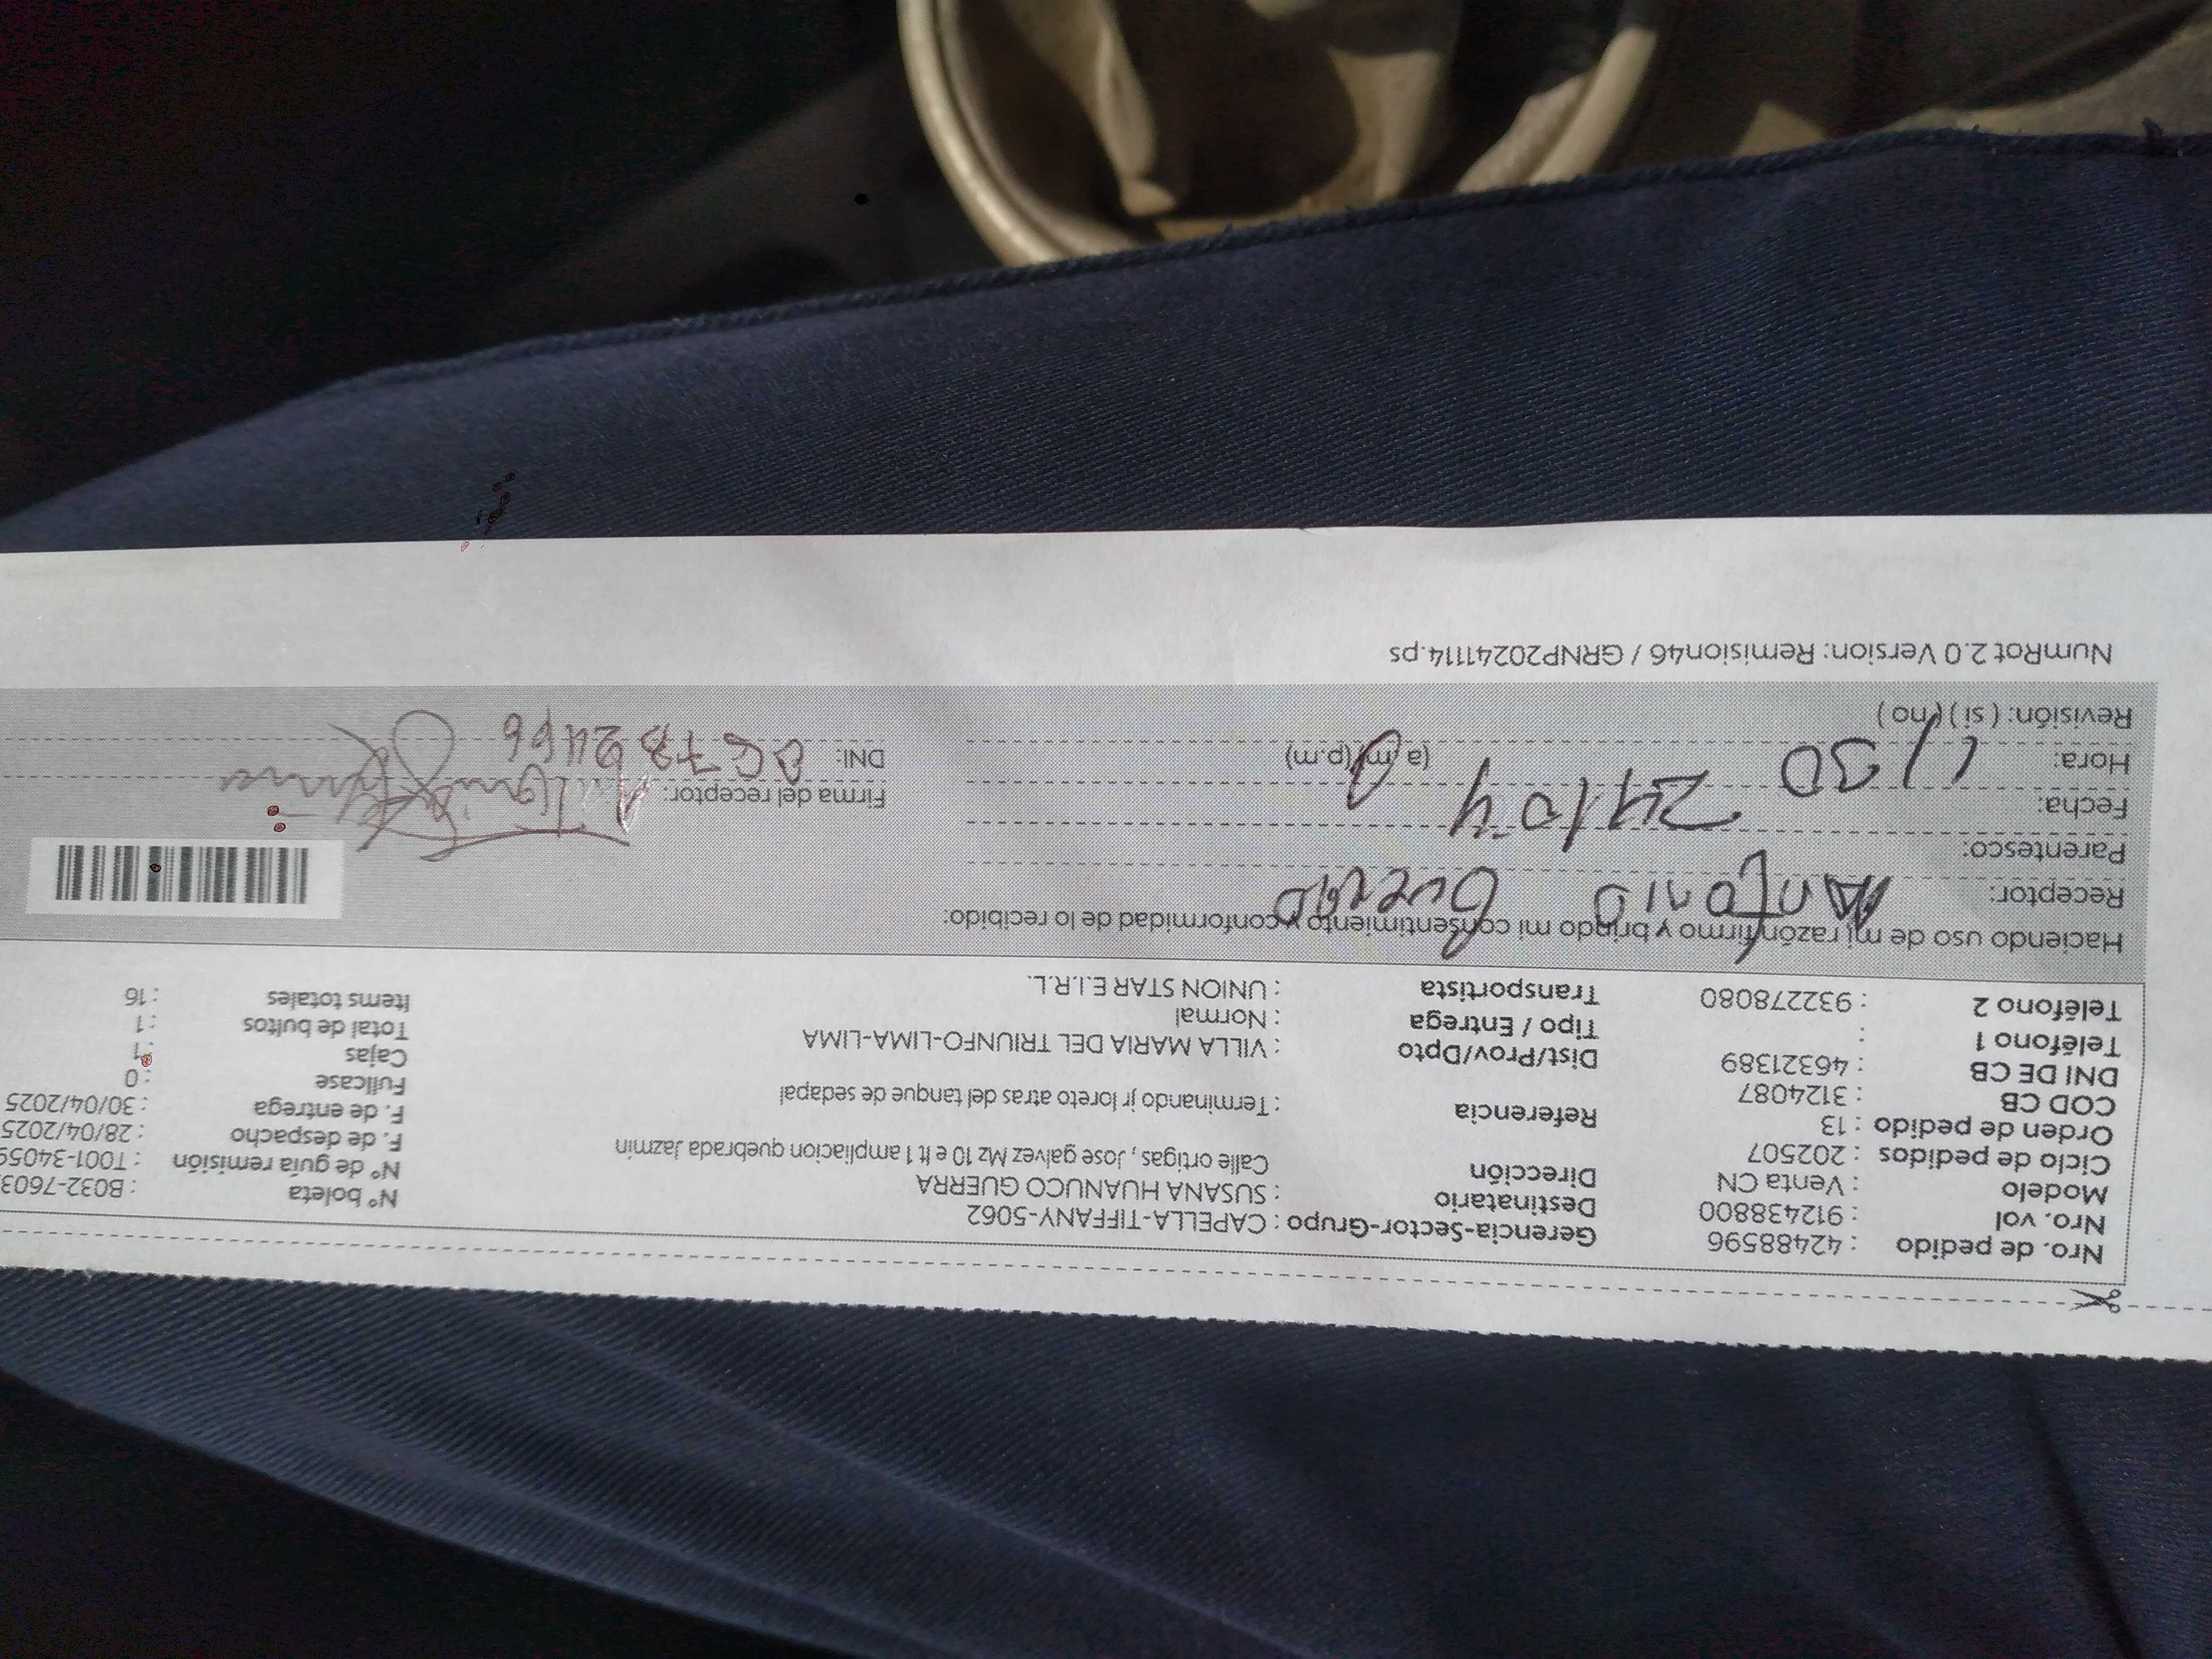 Nro. de pedido : 42488596 Gerencia-Sector-Grupo : CAPELLA-TIFFANY-5062
Nro. vol : 912438800 Destinatario : SUSANA HUANUCO GUERRA Nº boleta : B032-7603
Modelo : Venta CN Dirección Calle ortigas, Jose galvez Mz 10 e lt 1 ampliacion quebrada Jazmin Nº de guía remisión : T001-34059
Ciclo de pedidos : 202507 F. de despacho : 28/04/2025
Orden de pedido : 13 Referencia : Terminando jr loreto atras del tanque de sedapal F. de entrega : 30/04/2025
COD CB : 3124087 Fullcase : 0
DNI DE CB : 46321389 Dist/Prov/Dpto : VILLA MARIA DEL TRIUNFO-LIMA-LIMA Cajas : 1
Teléfono 1 : Tipo / Entrega : Normal Total de bultos : 1
Teléfono 2 : 932278080 Transportista : UNION STAR E.I.R.L. Items totales : 16
Haciendo uso de mi razón firmo y brindo mi consentimiento y conformidad de lo recibido:
Receptor: Antonio
Parentesco:
Fecha: Firma del receptor:
Hora: 1130 (a.m)/(p.m) DNI:
Revisión: ( si ) ( no )
NumRot 2.0 Version: Remision46 / GRNP20241114.ps